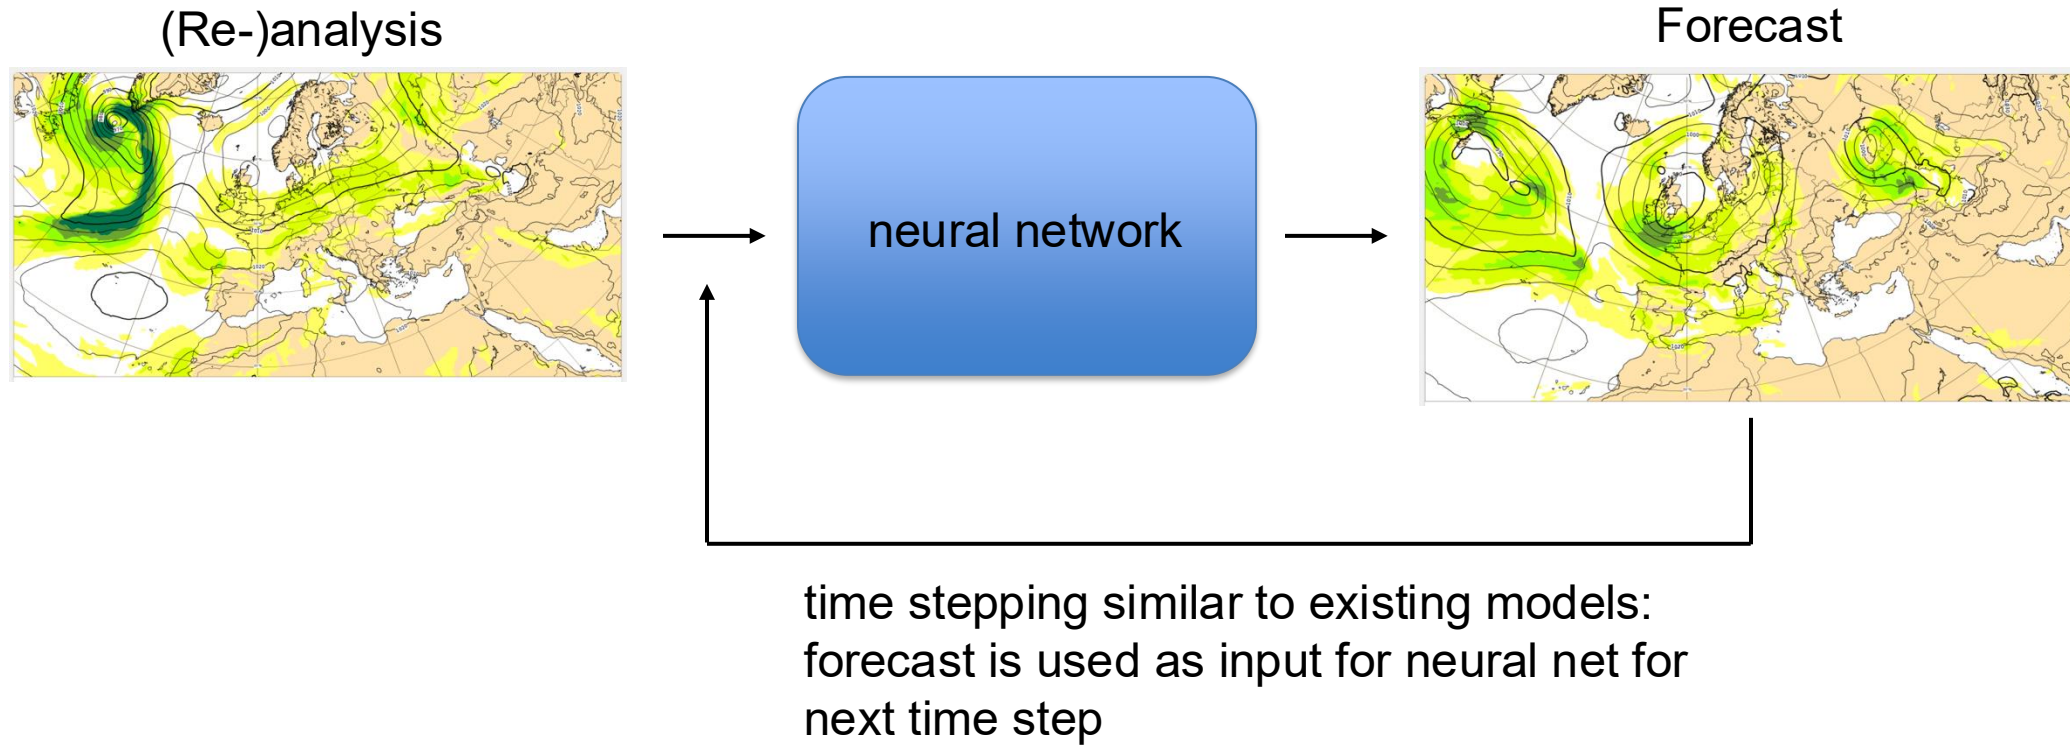 (Re-)analysis
Forecast
neural network
time stepping similar to existing models:
forecast is used as input for neural net for
next time step